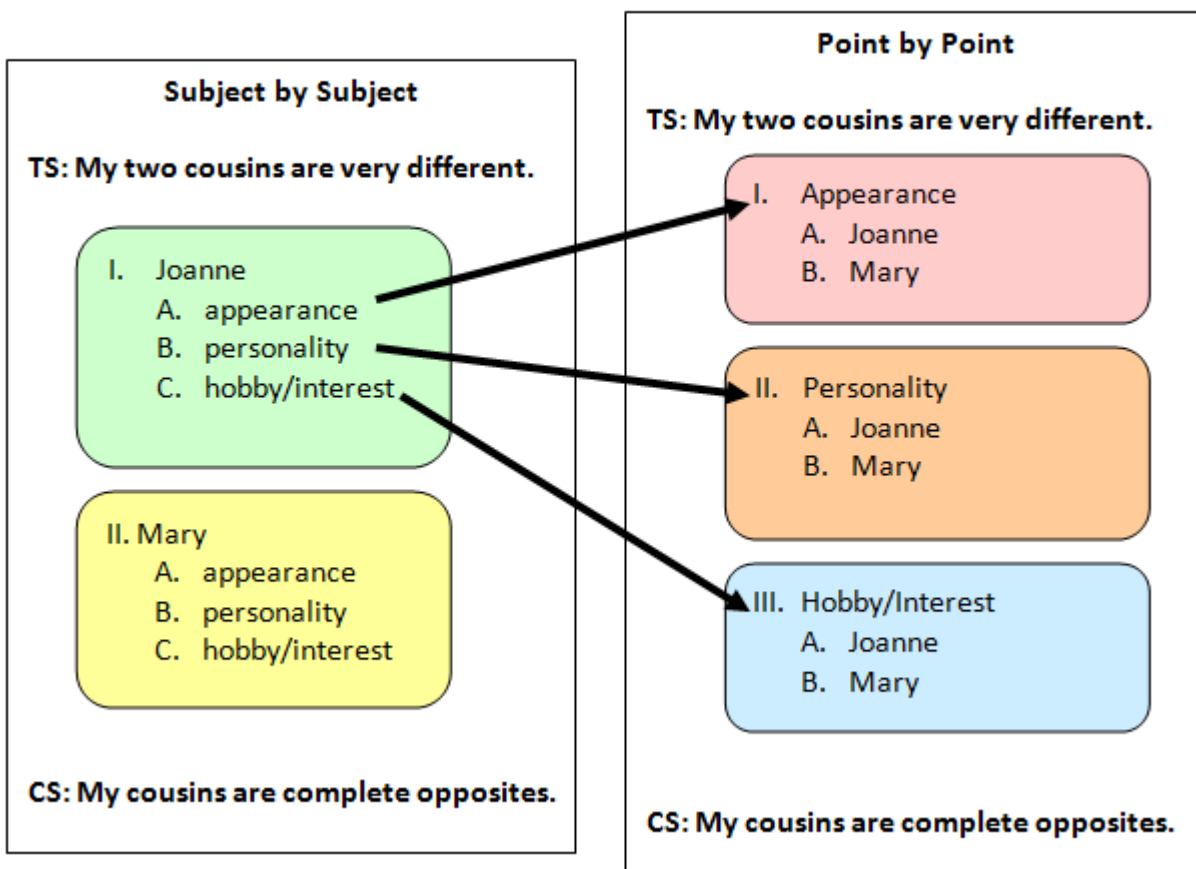 Subject by Subject
TS: My two cousins are very different.
I. Joanne
A. appearance
B. personality
C. hobby/interest
II. Mary
A. appearance
B. personality
C. hobby/interest
CS: My cousins are complete opposites.
Point by Point
TS: My two cousins are very different.
I. Appearance
A. Joanne
B. Mary
II. Personality
A. Joanne
B. Mary
III. Hobby/Interest
A. Joanne
B. Mary
CS: My cousins are complete opposites.